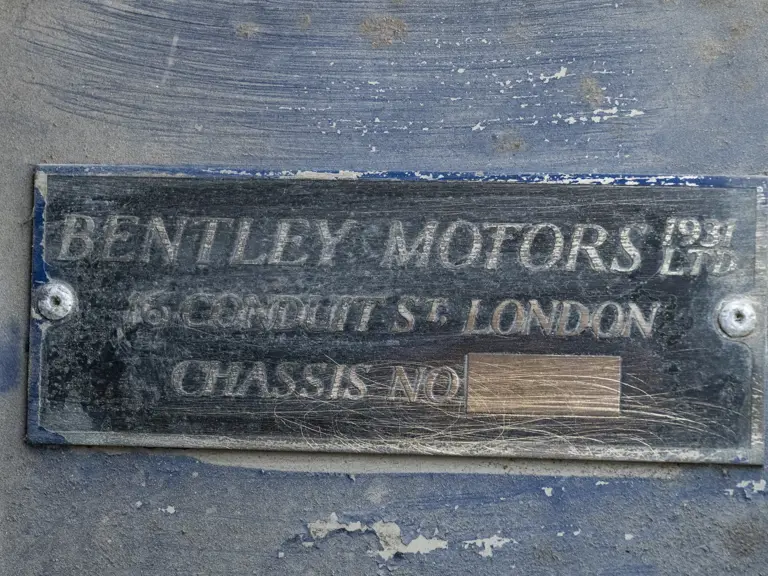 BENTLEY MOTORS 1931 LTD
16 CONDUIT ST. LONDON
CHASSIS NO